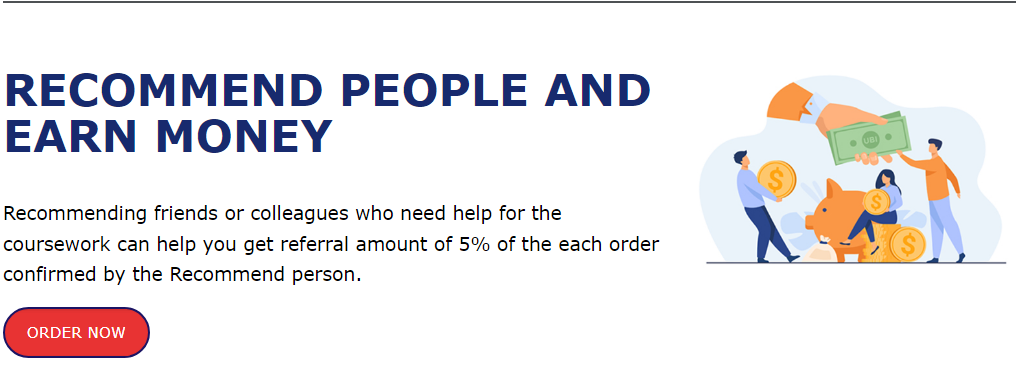 RECOMMEND PEOPLE AND
EARN MONEY
Recommending friends or colleagues who need help for the
coursework can help you get referral amount of 5% of the each order
confirmed by the Recommend person.
ORDER NOW
UBI
$
$
$